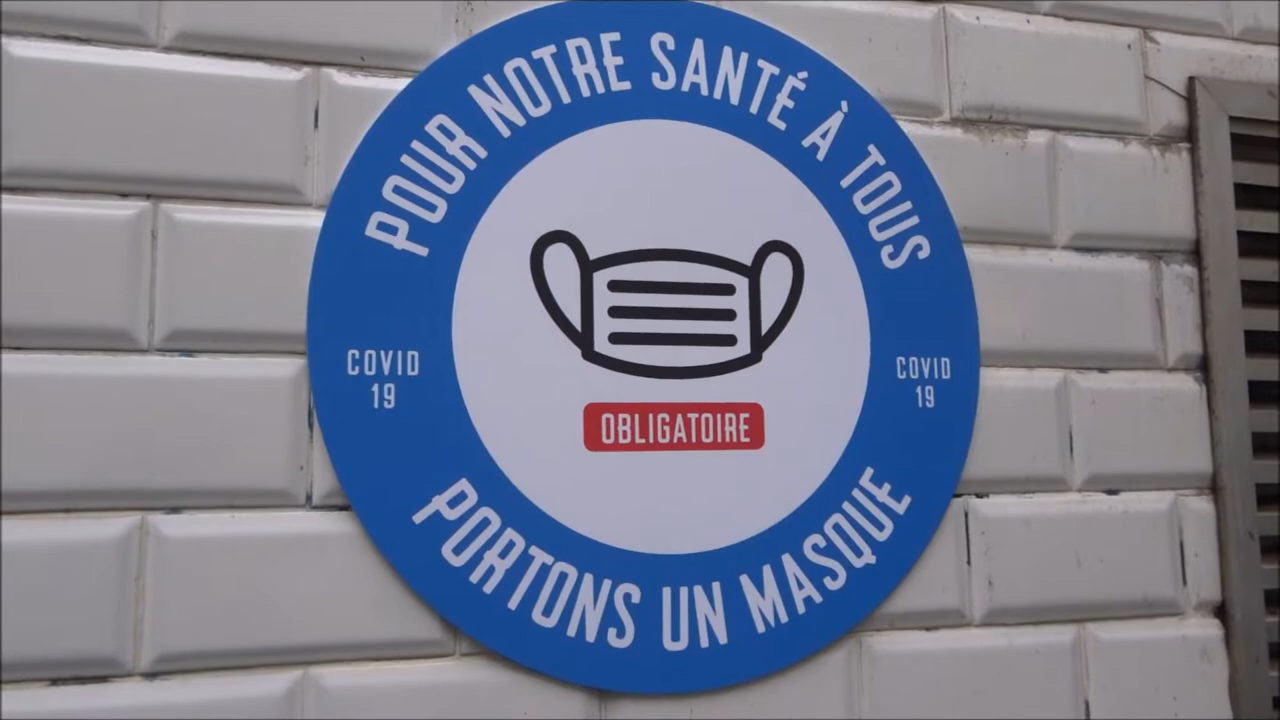 POUR NOTRE SANTÉ À TOUS
COVID
19
COVID
19
OBLIGATOIRE
PORTONS UN MASQUE